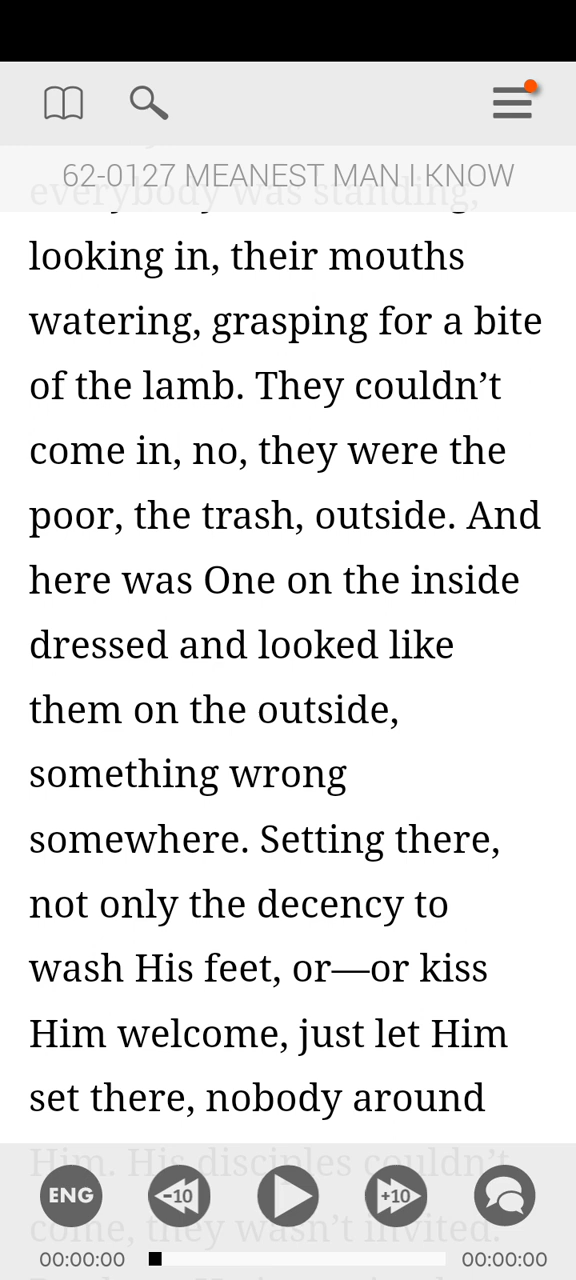 62-0127 MEANEST MAN I KNOW
everybody was standing,
looking in, their mouths
watering, grasping for a bite
of the lamb. They couldn’t
come in, no, they were the
poor, the trash, outside. And
here was One on the inside
dressed and looked like
them on the outside,
something wrong
somewhere. Setting there,
not only the decency to
wash His feet, or—or kiss
Him welcome, just let Him
set there, nobody around
Him. His disciples couldn’t
come, they wasn’t invited.
ENG
-10
+10
00:00:00
00:00:00